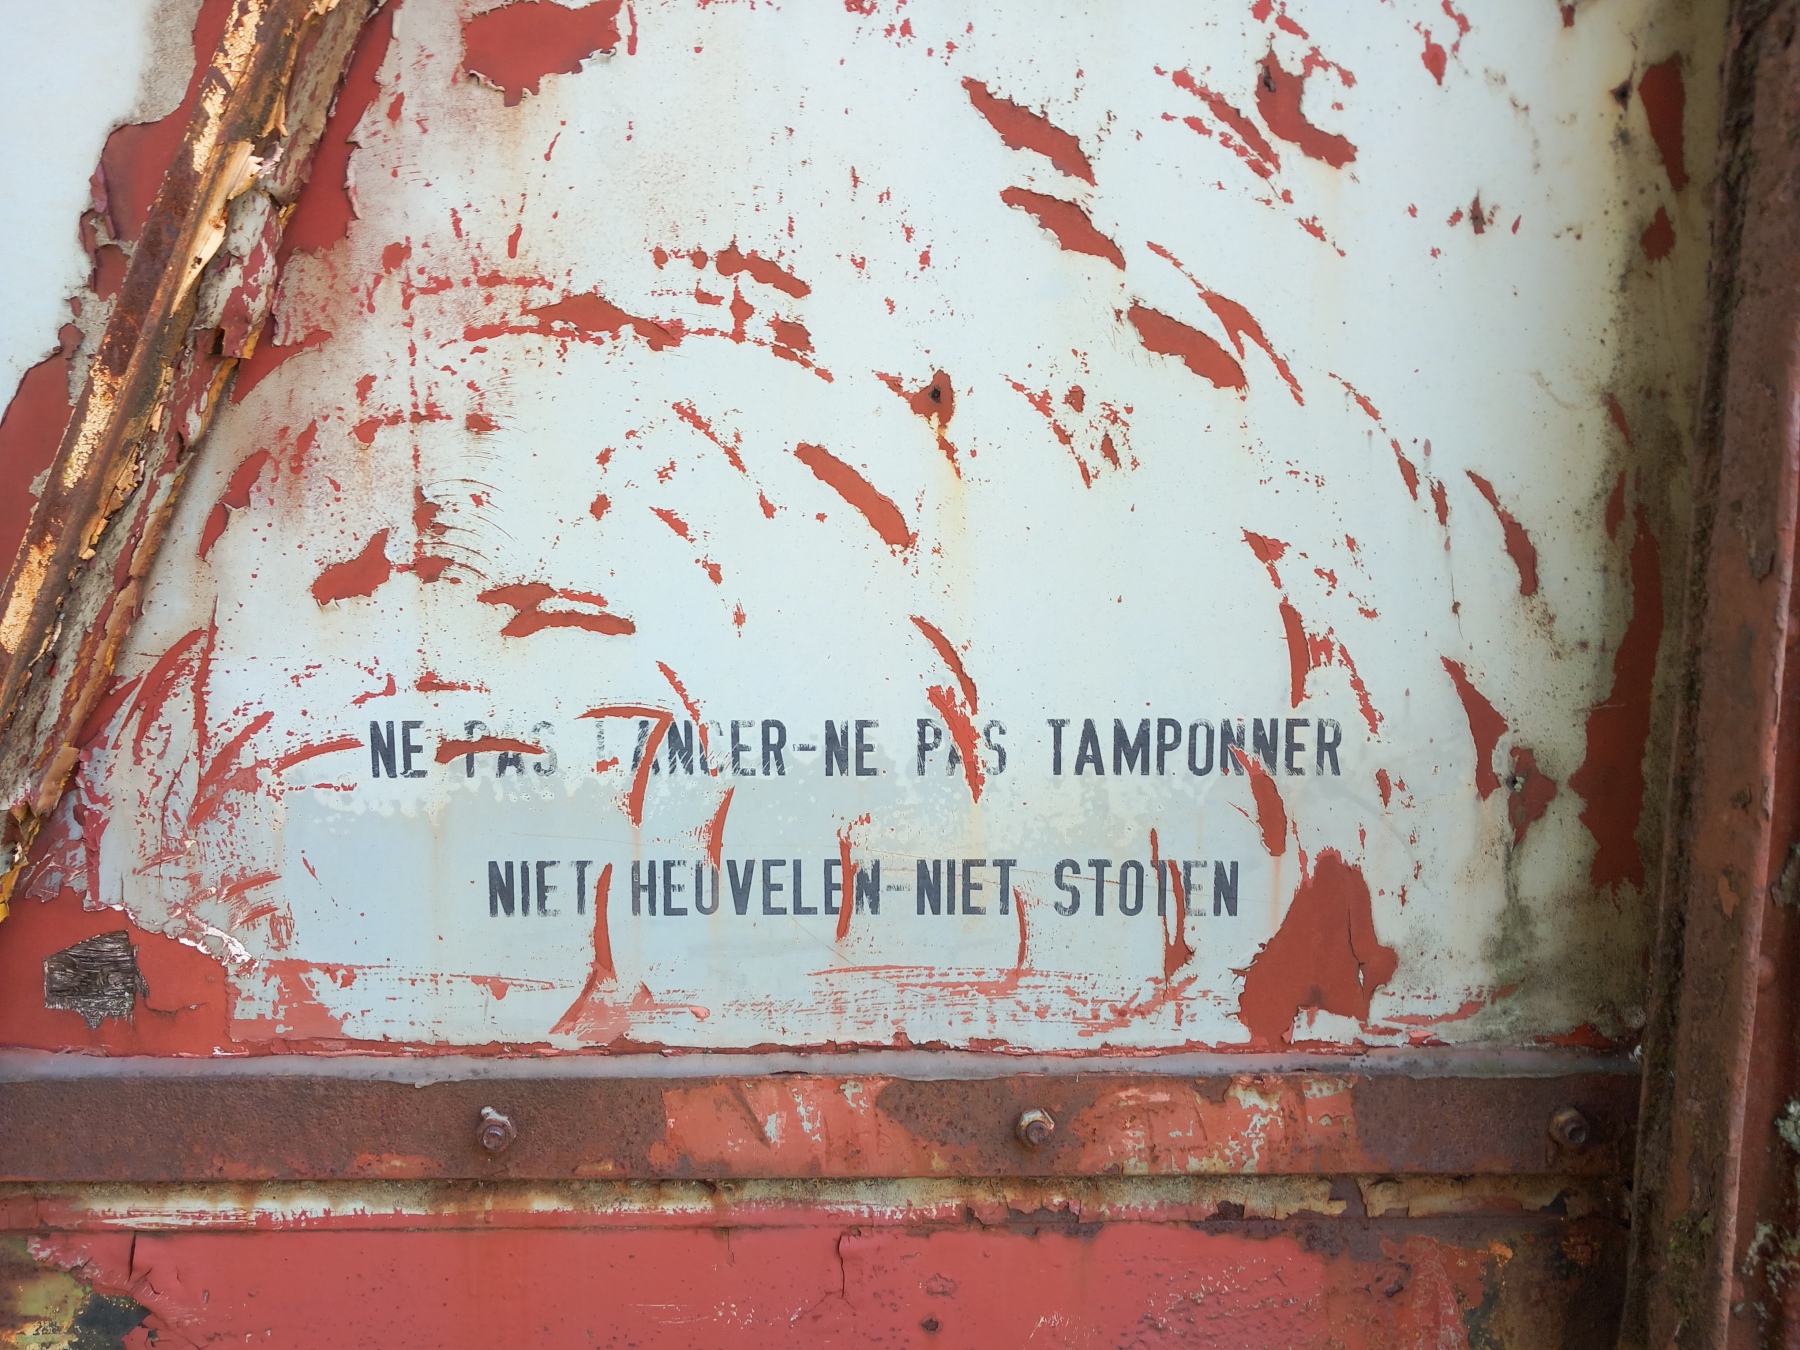 NE PAS LANCER-NE PAS TAMPONNER
NIET HEUVELEN-NIET STOTEN